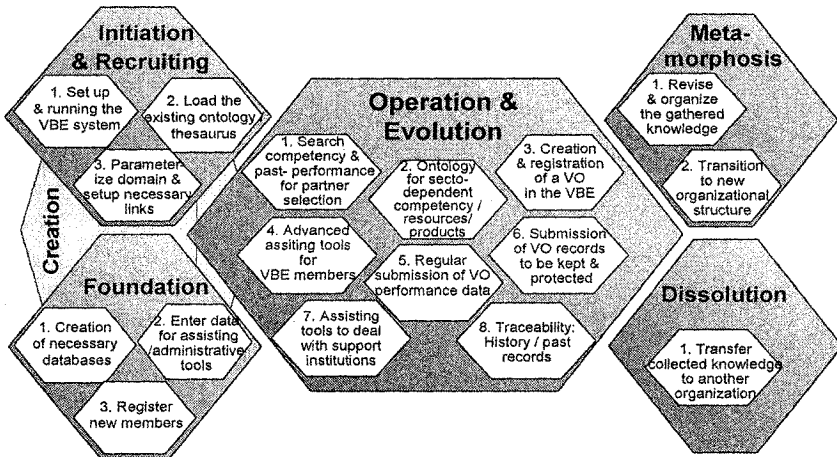 Initiation
& Recruiting
1. Set up
& running the
VBE system
2. Load the
existing ontology /
thesaurus
3. Parameter-
ize domain &
setup necessary
links
Creation
Foundation
1. Creation
of necessary
databases
2. Enter data
for assisting
/administrative
tools
3. Register
new members
Operation &
Evolution
1. Search
competency &
past- performance
for partner
selection
2. Ontology
for secto-
dependent
competency /
resources/
products
3. Creation
& registration
of a VO
in the VBE
4. Advanced
assiting tools
for
VBE members
5. Regular
submission of VO
performance data
6. Submission
of VO records
to be kept &
protected
7. Assisting
tools to deal
with support
institutions
8. Traceability:
History / past
records
Meta-
morphosis
1. Revise
& organize
the gathered
knowledge
2. Transition
to new
organizational
structure
Dissolution
1. Transfer
collected knowledge
to another
organization